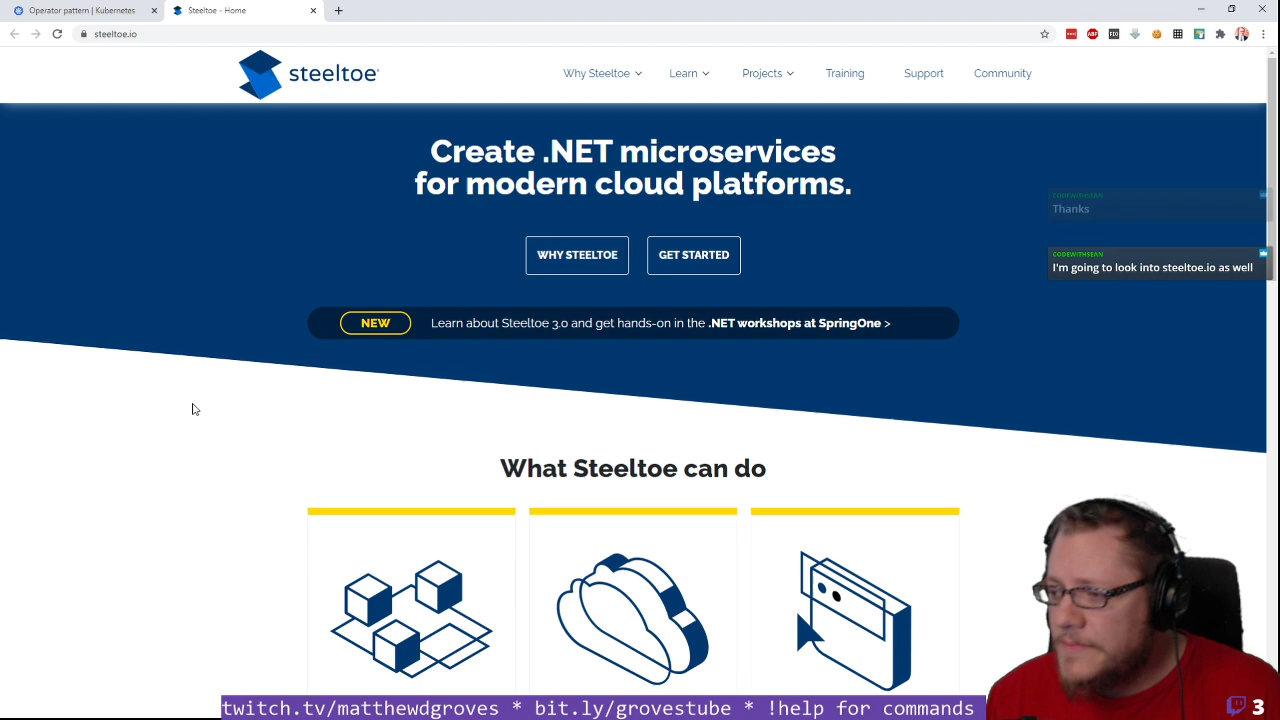 Operator pattern | Kubernetes
Steeltoe - Home
steeltoe.io
steeltoe
Why Steeltoe
Learn
Projects
Training
Support
Community
Create .NET microservices
for modern cloud platforms.
WHY STEELTOE
GET STARTED
NEW
Learn about Steeltoe 3.0 and get hands-on in the .NET workshops at SpringOne >
CODEWITHSEAN
Thanks
CODEWITHSEAN
I'm going to look into steeltoe.io as well
What Steeltoe can do
twitch.tv/matthewdgroves * bit.ly/grovestube * !help for commands
3